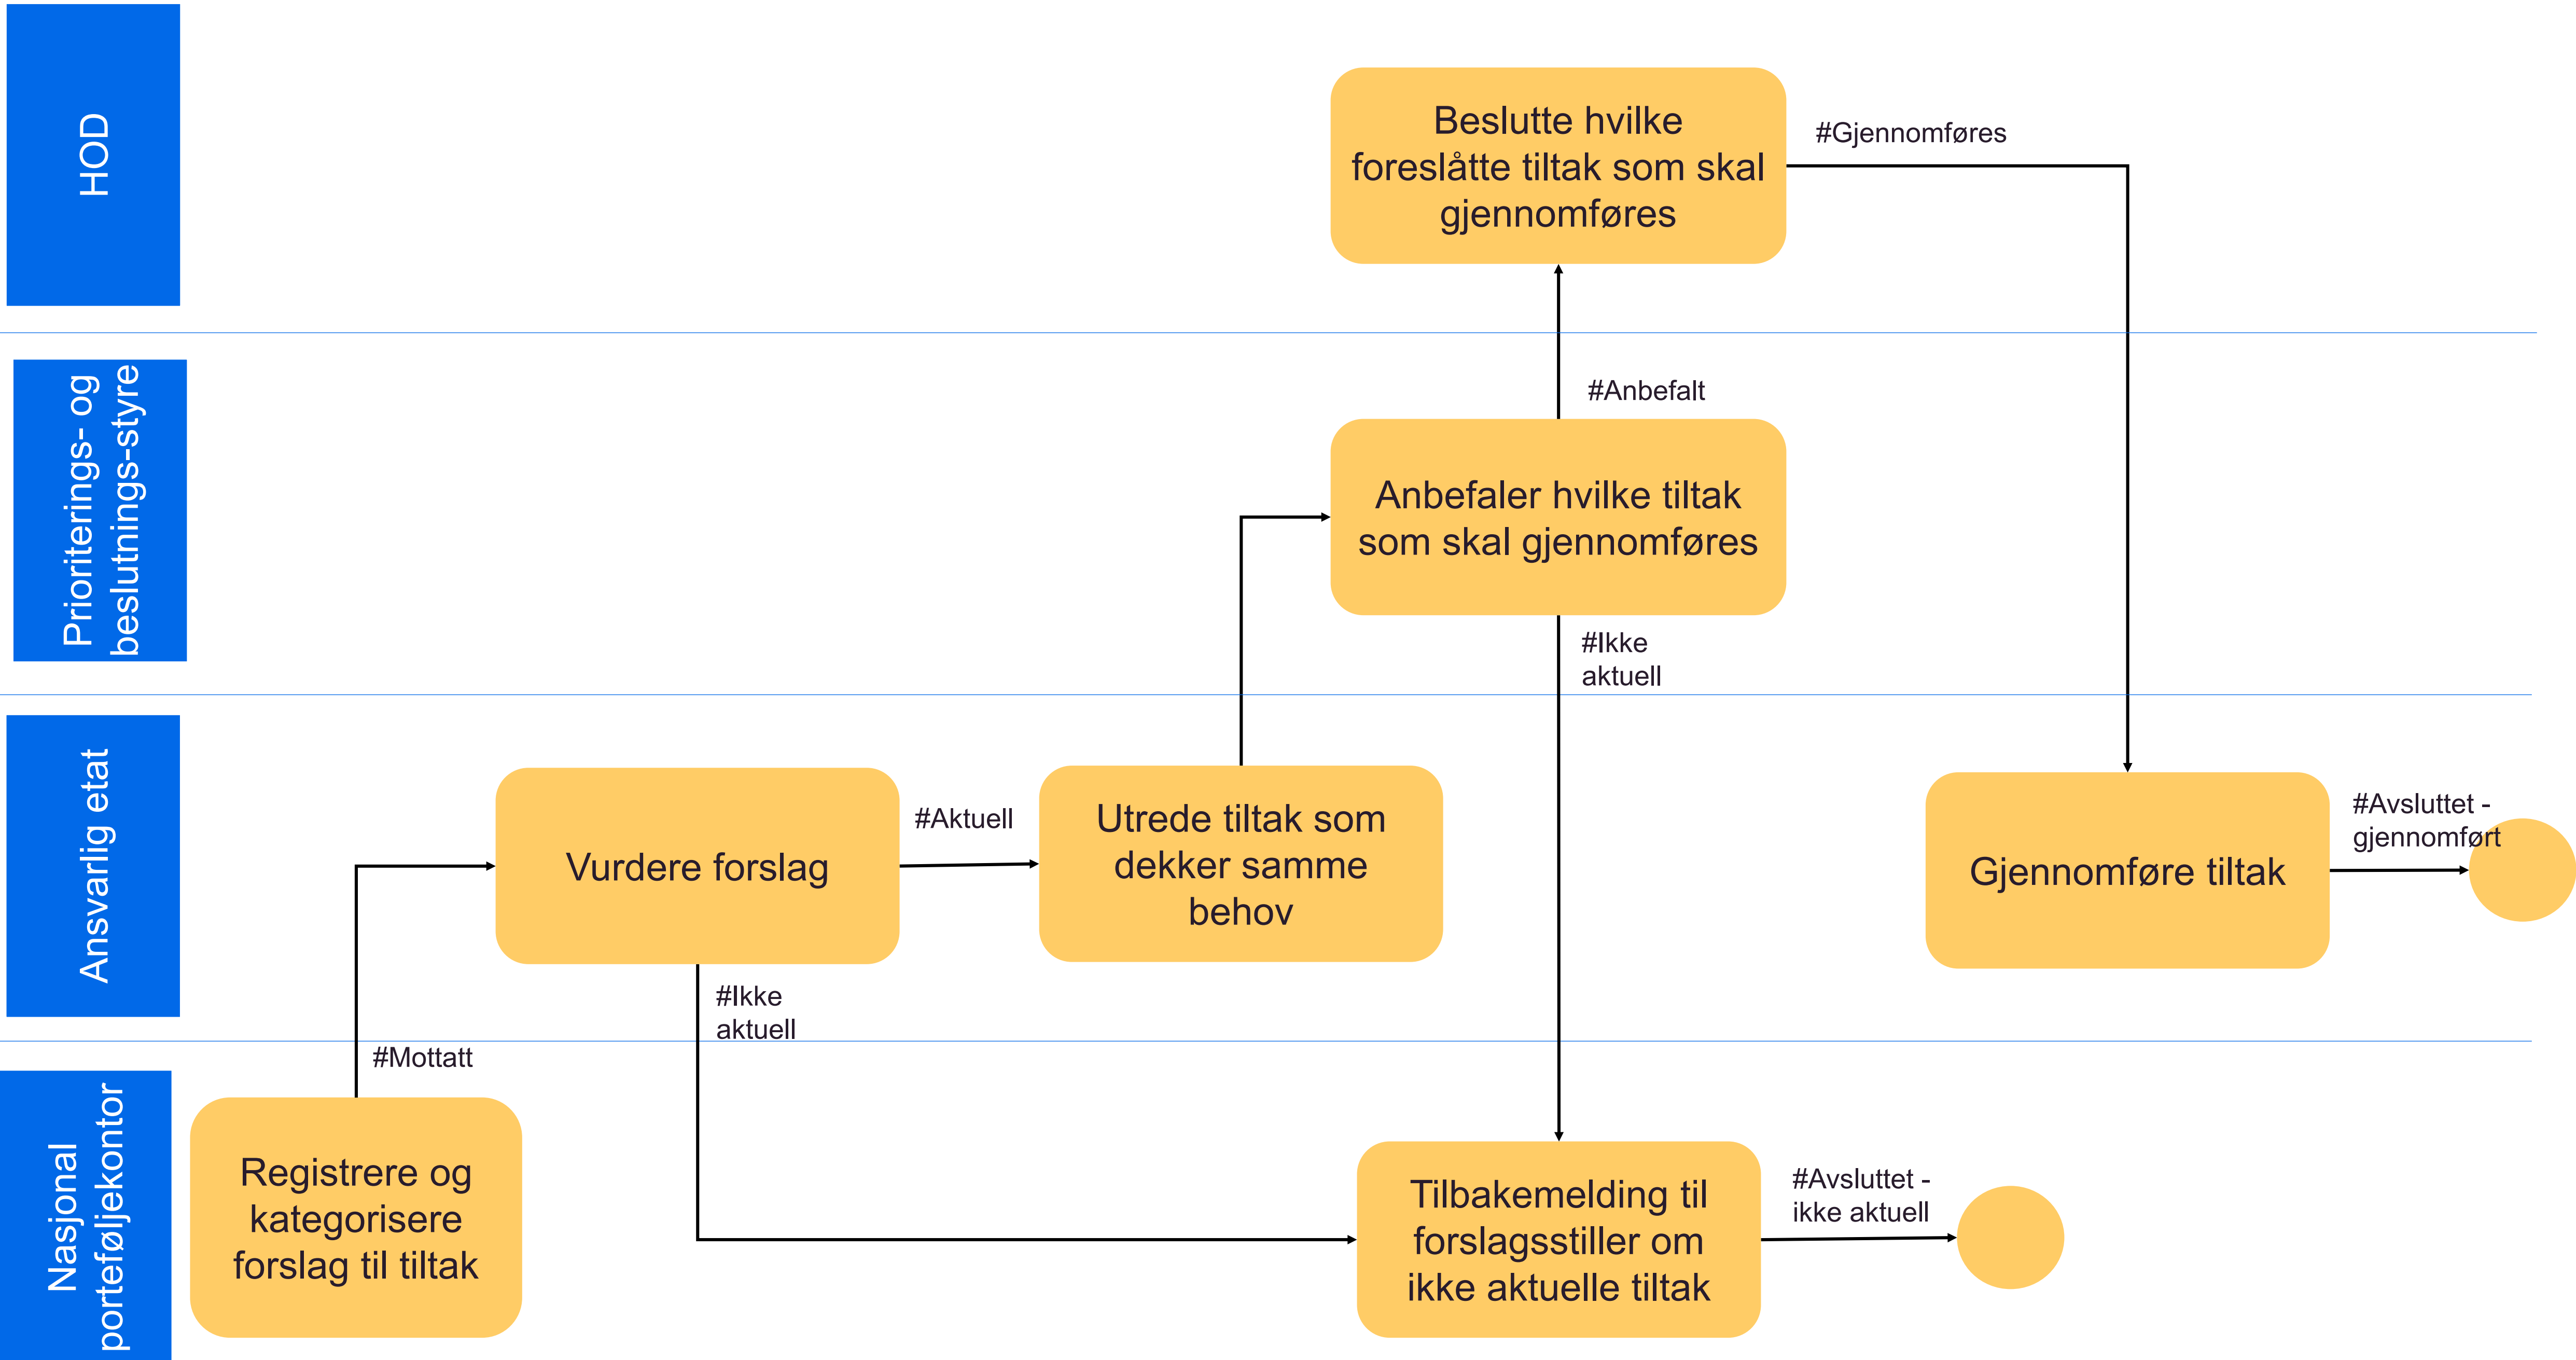 HOD
Beslutte hvilke
foreslåtte tiltak som skal
gjennomføres
#Gjennomføres
Prioriterings- og
beslutnings-styre
#Anbefalt
Anbefaler hvilke tiltak
som skal gjennomføres
#Ikke
aktuell
Ansvarlig etat
Vurdere forslag
#Aktuell
Utrede tiltak som
dekker samme
behov
Gjennomføre tiltak
#Avsluttet -
gjennomført
#Ikke
aktuell
#Mottatt
Nasjonal
porteføljekontor
Registrere og
kategorisere
forslag til tiltak
Tilbakemelding til
forslagsstiller om
ikke aktuelle tiltak
#Avsluttet -
ikke aktuell